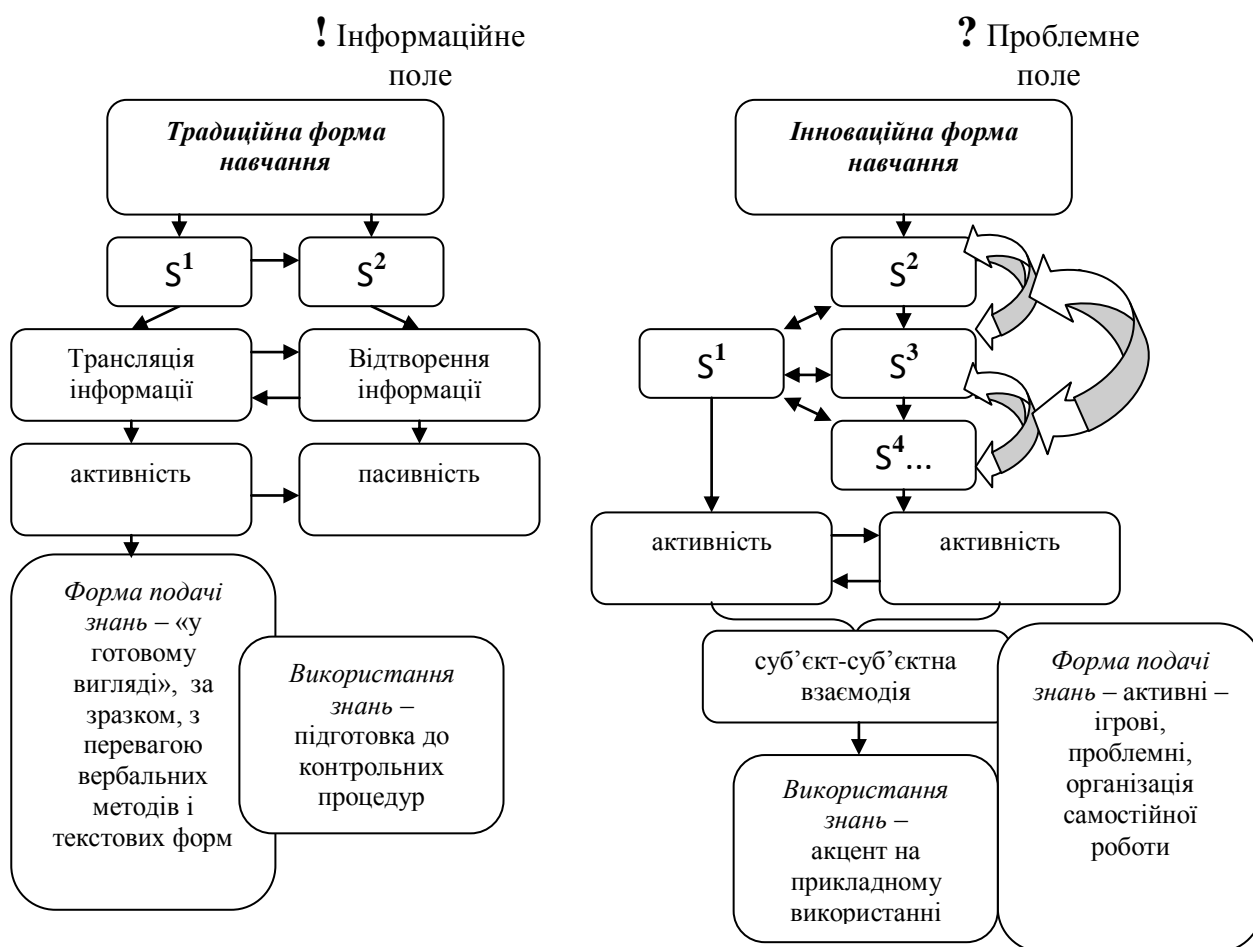 ! Інформаційне
поле
Традиційна форма
навчання
S1
S2
Трансляція
інформації
Відтворення
інформації
активність
пасивність
Форма подачі
знань – «у
готовому
вигляді», за
зразком, з
перевагою
вербальних
методів і
текстових форм
Використання
знань –
підготовка до
контрольних
процедур
? Проблемне
поле
Інноваційна форма
навчання
S2
S1
S3
S4...
активність
активність
суб’єкт-суб’єктна
взаємодія
Використання
знань –
акцент на
прикладному
використанні
Форма подачі
знань – активні –
ігрові,
проблемні,
організація
самостійної
роботи